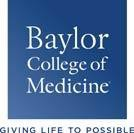 Baylor
College of
Medicine
GIVING LIFE TO POSSIBLE